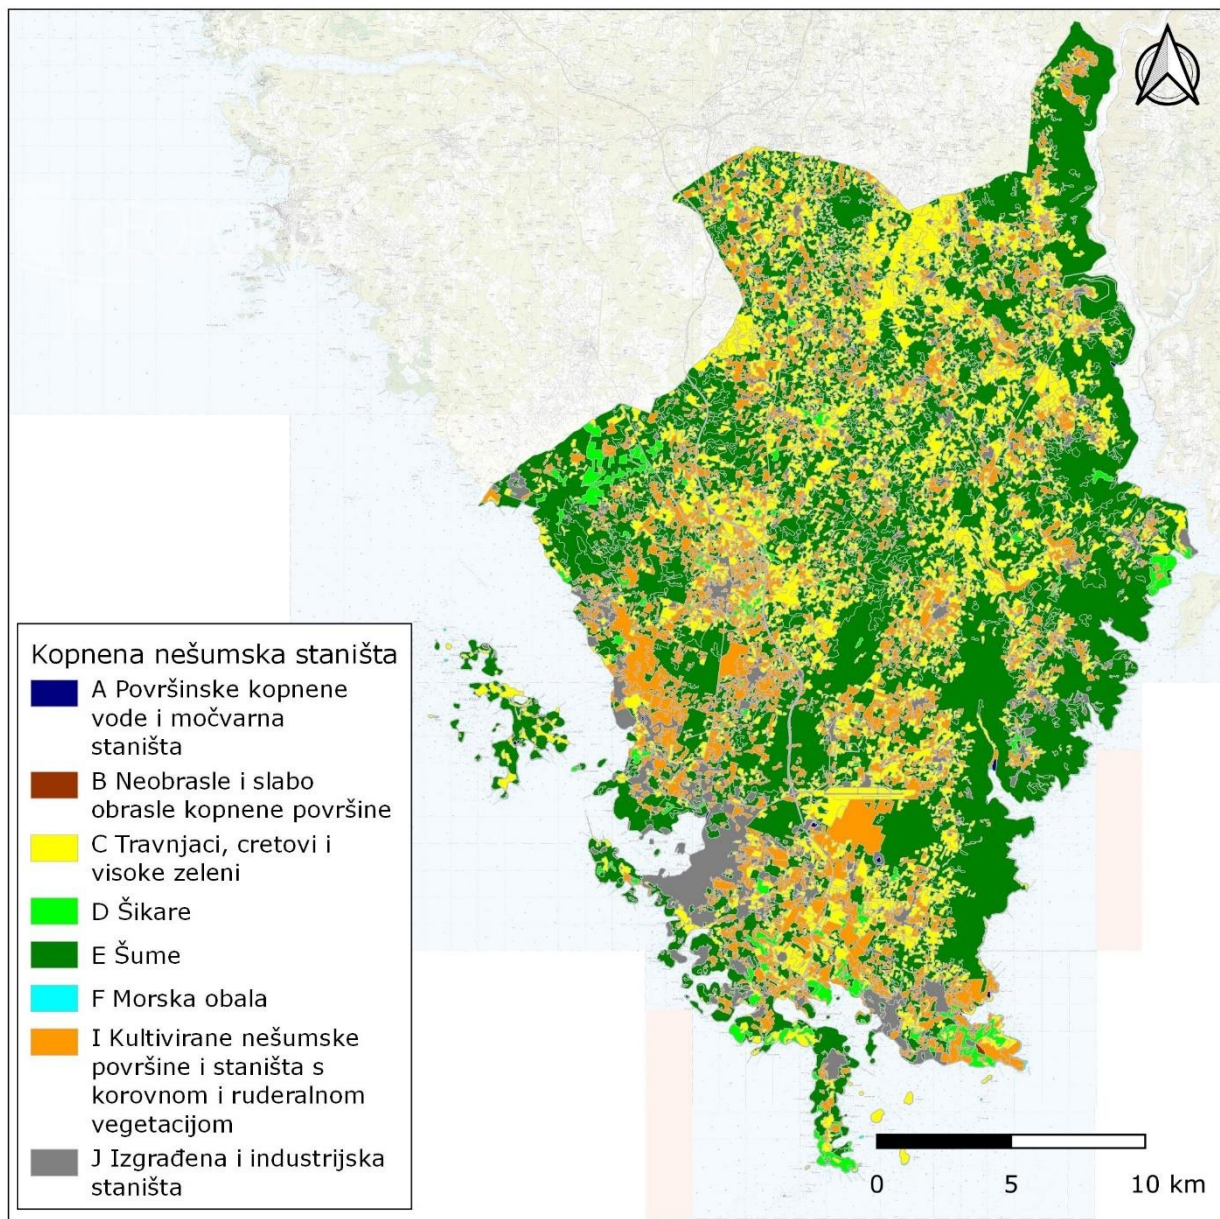 Kopnena nešumska staništa
A Površinske kopnene
vode i močvarna
staništa
B Neobrasle i slabo
obrasle kopnene površine
C Travnjaci, cretovi i
visoke zeleni
D Šikare
E Šume
F Morska obala
I Kultivirane nešumske
površine i staništa s
korovnom i ruderalnom
vegetacijom
J Izgrađena i industrijska
staništa
0 5 10 km